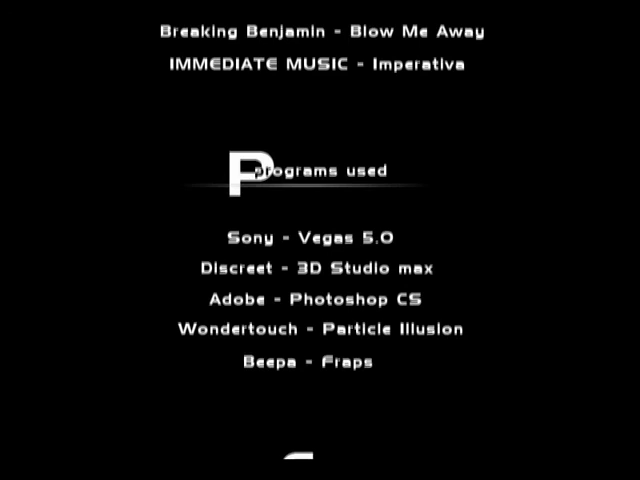 Breaking Benjamin - Blow Me Away
IMMEDIATE MUSIC - Imperativa
Programs used
Sony - Vegas 5.0
Discreet - 3D Studio max
Adobe - Photoshop CS
Wondertouch - Particle Illusion
Beepa - Fraps